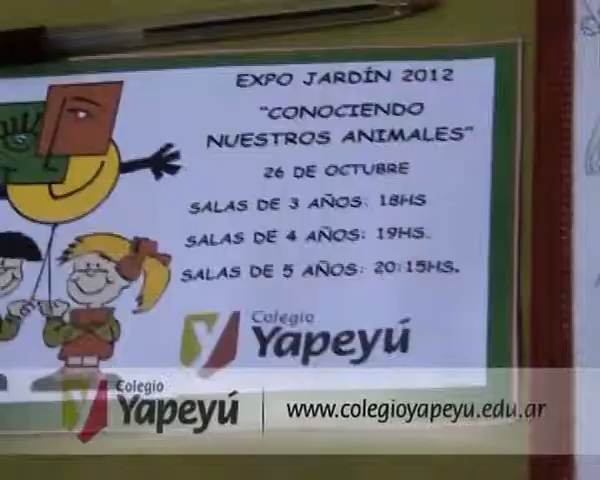 EXPO JARDÍN 2012
"CONOCIENDO
NUESTROS ANIMALES"
26 DE OCTUBRE
SALAS DE 3 AÑOS: 18HS
SALAS DE 4 AÑOS: 19HS.
SALAS DE 5 AÑOS: 20:15HS.
Colegio
Yapeyú
Colegio
Yapeyú
www.colegioyapeyu.edu.ar